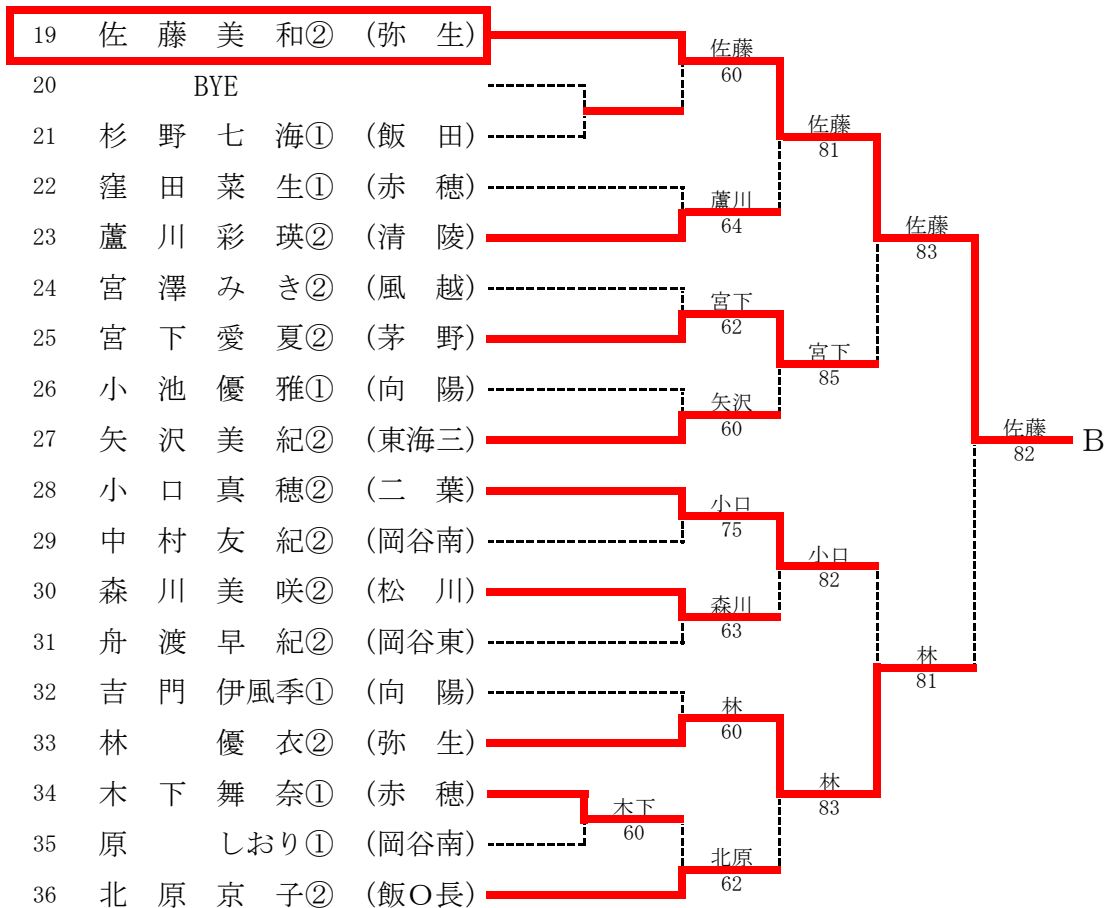 19 佐 藤 美 和② (弥 生)
20 BYE
21 杉 野 七 海① (飯 田)
22 窪 田 菜 生① (赤 穂)
23 蘆 川 彩 瑛② (清 陵)
24 宮 澤 み き② (風 越)
25 宮 下 愛 夏② (茅 野)
26 小 池 優 雅① (向 陽)
27 矢 沢 美 紀② (東海三)
28 小 口 真 穂② (二 葉)
29 中 村 友 紀② (岡谷南)
30 森 川 美 咲② (松 川)
31 舟 渡 早 紀② (岡谷東)
32 吉 門 伊風季① (向 陽)
33 林 優 衣② (弥 生)
34 木 下 舞 奈① (赤 穂)
35 原 しおり① (岡谷南)
36 北 原 京 子② (飯O長)
木下
60
佐藤
60
蘆川
64
宮下
62
矢沢
60
小口
75
森川
63
林
60
北原
62
佐藤
81
宮下
85
小口
82
林
83
佐藤
83
林
81
佐藤
82
B